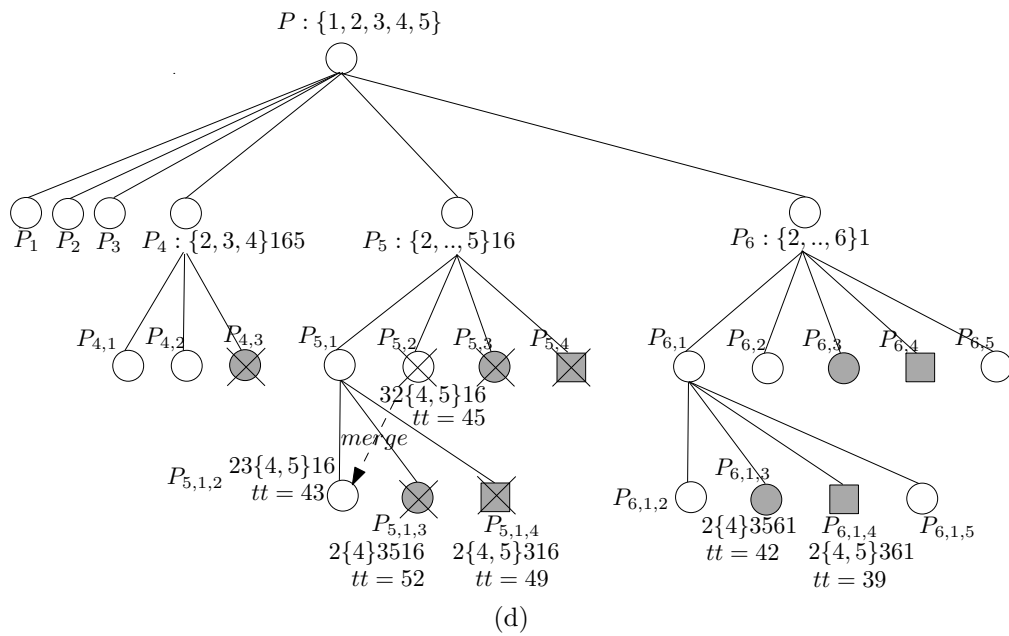 P : {1, 2, 3, 4, 5}
P1
P2
P3
P4 : {2, 3, 4}165
P5 : {2, .., 5}16
P6 : {2, .., 6}1
P4,1
P4,2
P4,3
P5,1
P5,2
P5,3
P5,4
P6,1
P6,2
P6,3
P6,4
P6,5
32{4, 5}16
tt = 45
merge
P5,1,2
23{4, 5}16
tt = 43
P5,1,3
2{4}3516
tt = 52
P5,1,4
2{4, 5}316
tt = 49
P6,1,2
P6,1,3
2{4}3561
tt = 42
P6,1,4
2{4, 5}361
tt = 39
P6,1,5
(d)